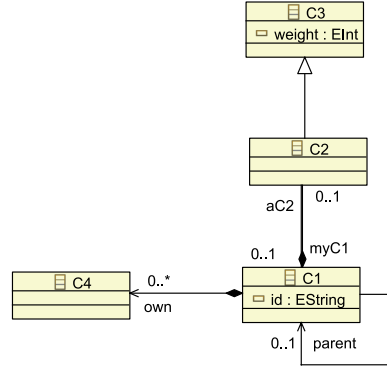 C3
weight : EInt
C2
0..1
aC2
myC1
0..1
C1
id : EString
C4
0..*
own
0..1
parent